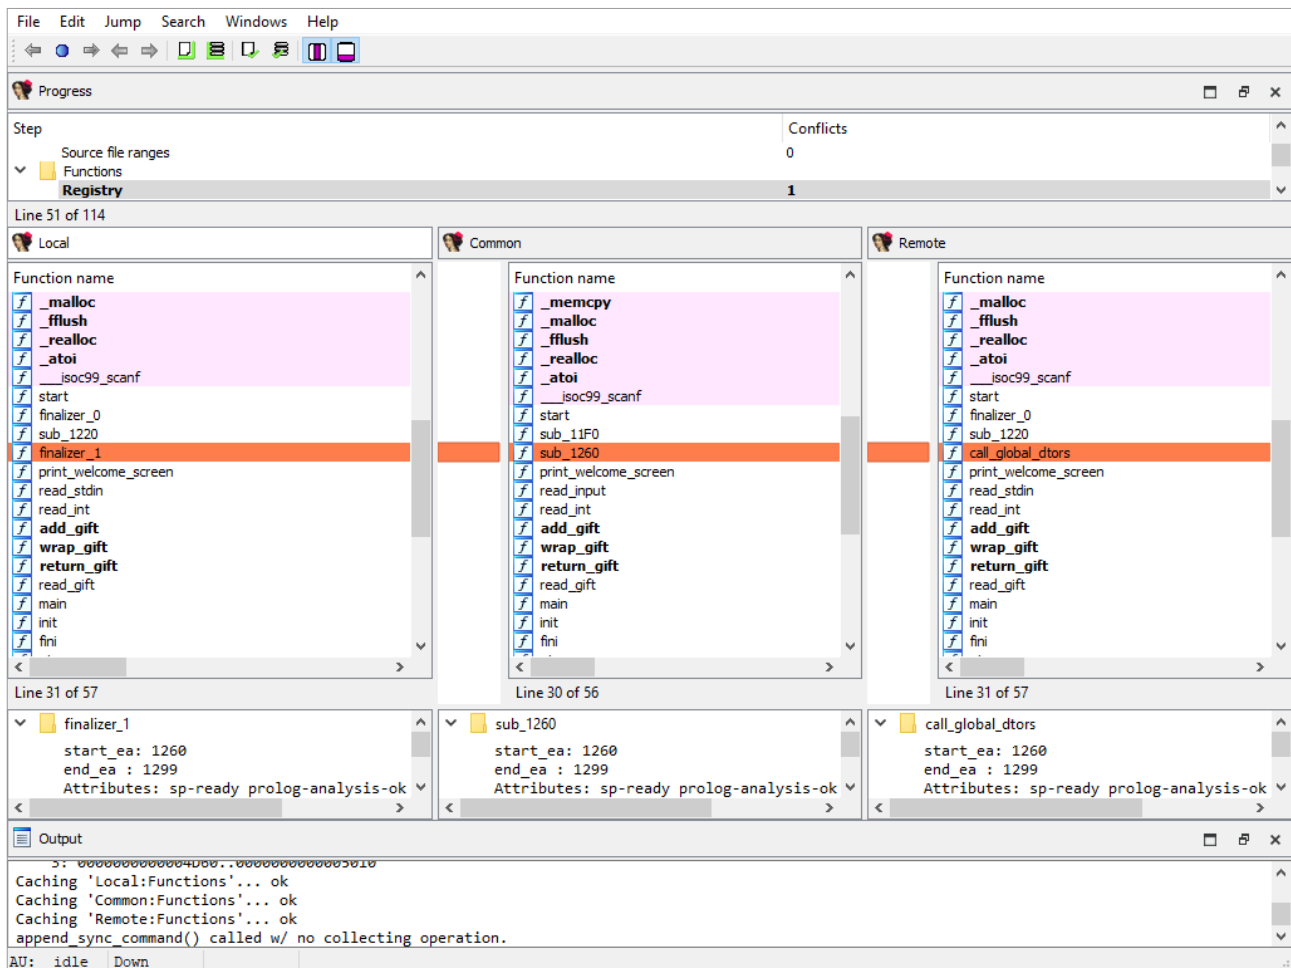 File Edit Jump Search Windows Help
Progress
Step Conflicts
Source file ranges 0
Functions
Registry 1
Line 51 of 114
Local
Function name
_malloc
_fflush
_realloc
_atoi
___isoc99_scanf
start
finalizer_0
sub_1220
finalizer_1
print_welcome_screen
read_stdin
read_int
add_gift
wrap_gift
return_gift
read_gift
main
init
fini
Line 31 of 57
finalizer_1
start_ea: 1260
end_ea : 1299
Attributes: sp-ready prolog-analysis-ok
Common
Function name
_memcpy
_malloc
_fflush
_realloc
_atoi
___isoc99_scanf
start
sub_11F0
sub_1260
print_welcome_screen
read_input
read_int
add_gift
wrap_gift
return_gift
read_gift
main
init
fini
Line 30 of 56
sub_1260
start_ea: 1260
end_ea : 1299
Attributes: sp-ready prolog-analysis-ok
Remote
Function name
_malloc
_fflush
_realloc
_atoi
___isoc99_scanf
start
finalizer_0
sub_1220
call_global_dtors
print_welcome_screen
read_stdin
read_int
add_gift
wrap_gift
return_gift
read_gift
main
init
fini
Line 31 of 57
call_global_dtors
start_ea: 1260
end_ea : 1299
Attributes: sp-ready prolog-analysis-ok
Output
3: 0000000000004D60..0000000000005010
Caching 'Local:Functions'... ok
Caching 'Common:Functions'... ok
Caching 'Remote:Functions'... ok
append_sync_command() called w/ no collecting operation.
AU: idle Down